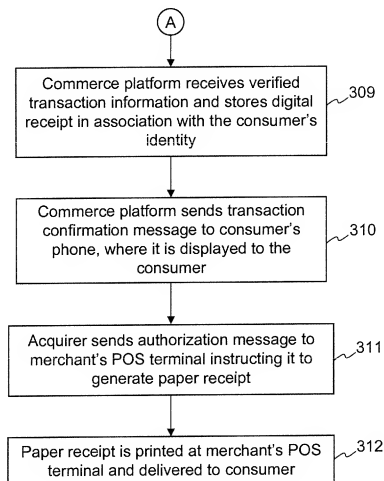 A
Commerce platform receives verified
transaction information and stores digital
receipt in association with the consumer's
identity
309
Commerce platform sends transaction
confirmation message to consumer's
phone, where it is displayed to the
consumer
310
Acquirer sends authorization message to
merchant's POS terminal instructing it to
generate paper receipt
311
Paper receipt is printed at merchant's POS
terminal and delivered to consumer
312